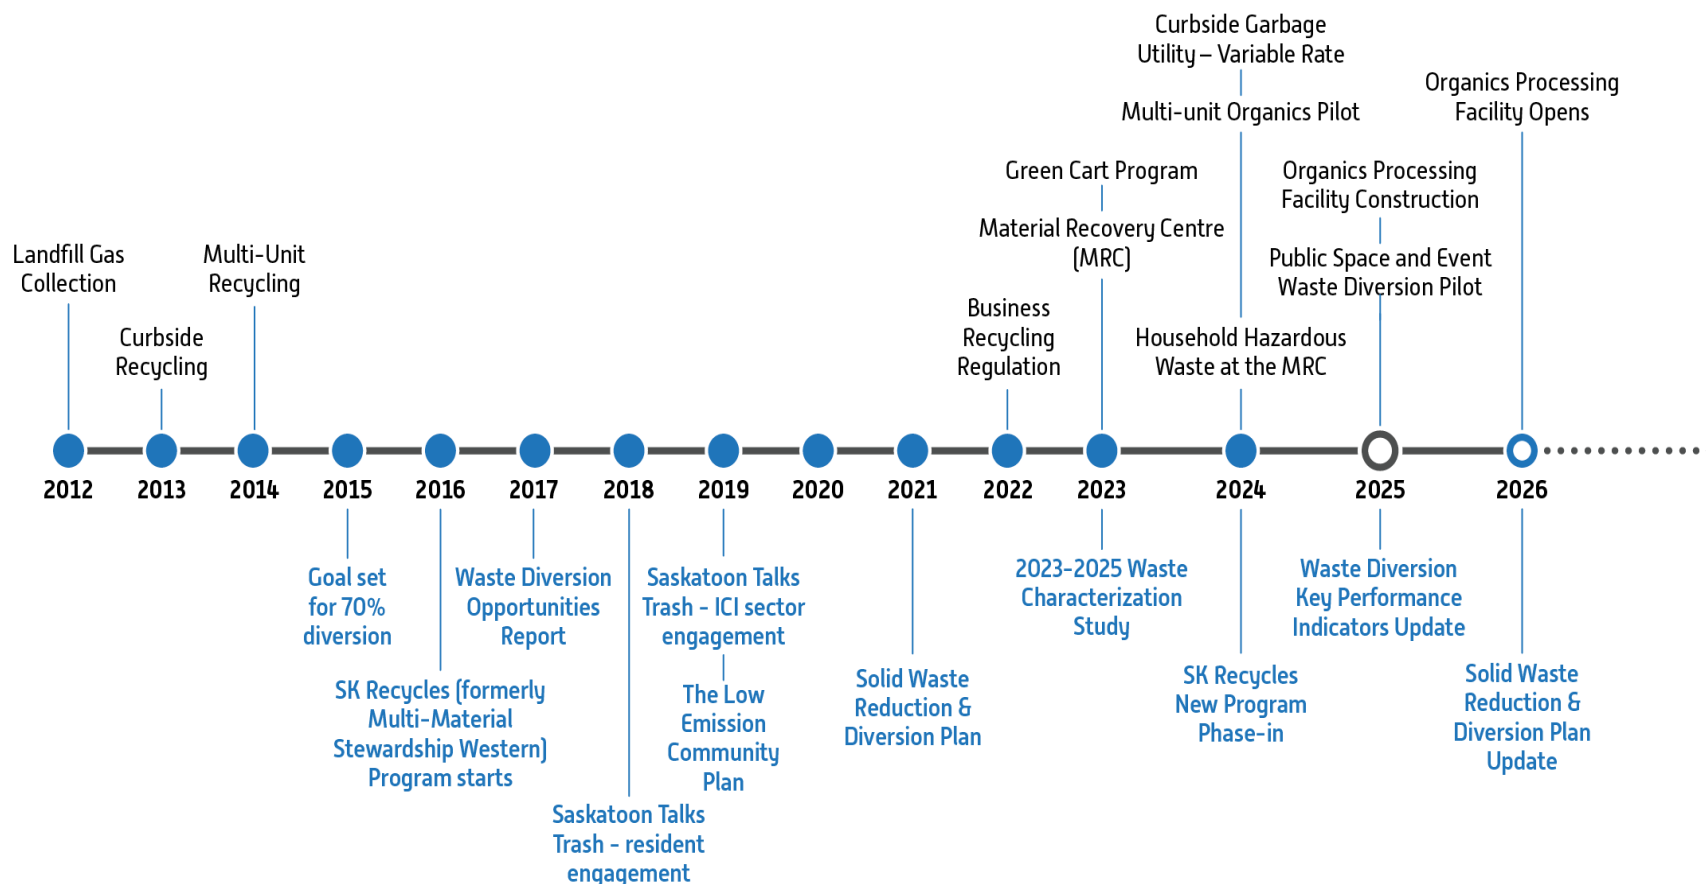 Curbside Garbage
Utility – Variable Rate
Multi-unit Organics Pilot
Organics Processing
Facility Opens
Green Cart Program
Organics Processing
Facility Construction
Material Recovery Centre
(MRC)
Landfill Gas
Collection
Multi-Unit
Recycling
Public Space and Event
Waste Diversion Pilot
Curbside
Recycling
Business
Recycling
Regulation
Household Hazardous
Waste at the MRC
2012 2013 2014 2015 2016 2017 2018 2019 2020 2021 2022 2023 2024 2025 2026
Goal set
for 70%
diversion
SK Recycles (formerly
Multi-Material
Stewardship Western)
Program starts
Waste Diversion
Opportunities
Report
Saskatoon Talks
Trash - resident
engagement
Saskatoon Talks
Trash - ICI sector
engagement
The Low
Emission
Community
Plan
Solid Waste
Reduction &
Diversion Plan
2023-2025 Waste
Characterization
Study
SK Recycles
New Program
Phase-in
Waste Diversion
Key Performance
Indicators Update
Solid Waste
Reduction &
Diversion Plan
Update